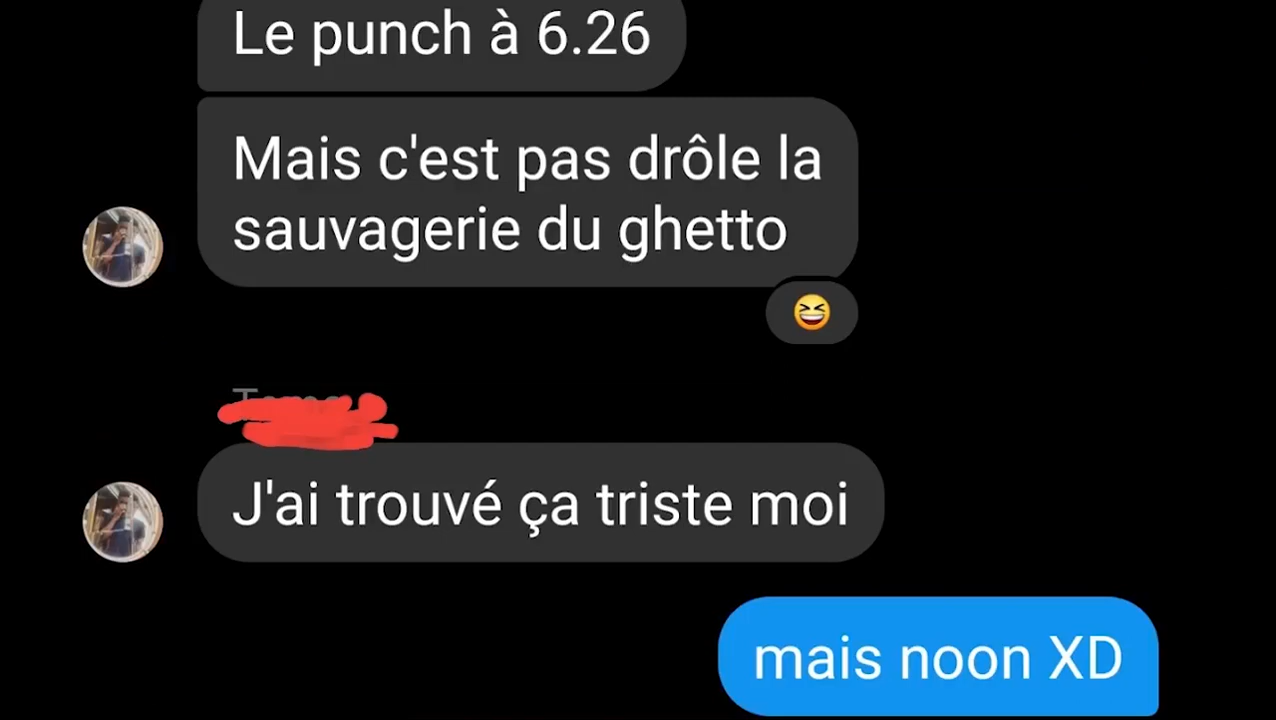 Le punch à 6.26
Mais c'est pas drôle la
sauvagerie du ghetto
J'ai trouvé ça triste moi
mais noon XD